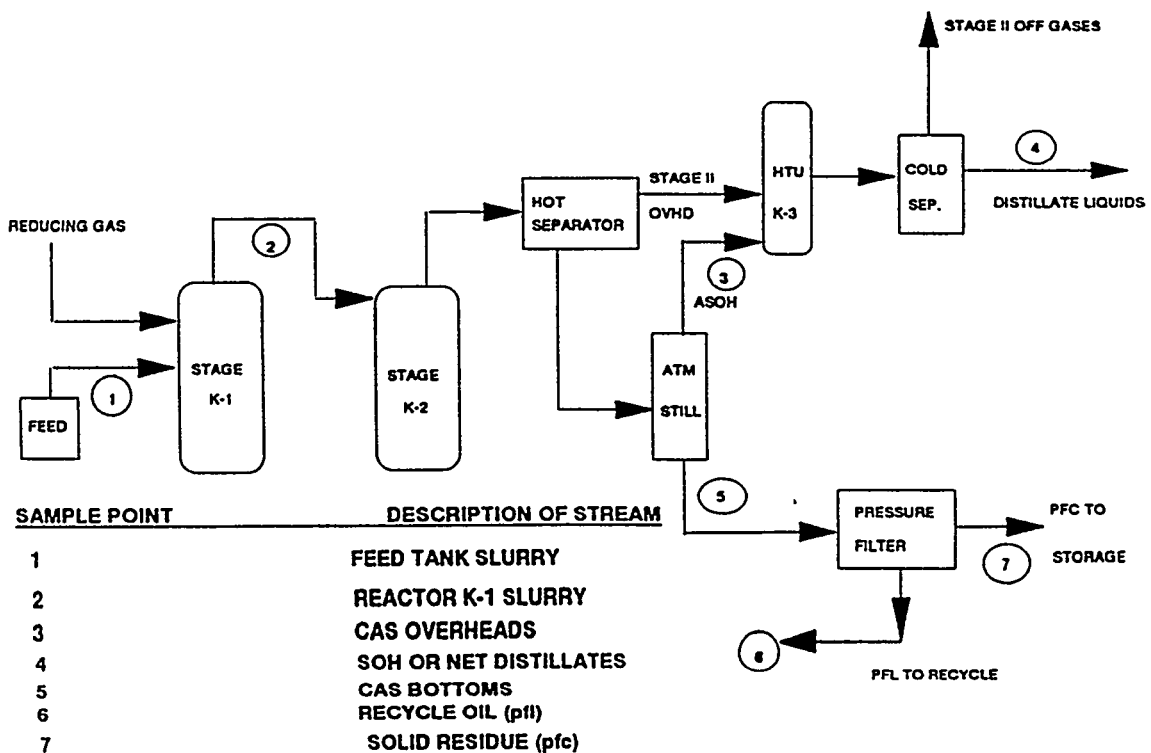 STAGE II OFF GASES
4
COLD
SEP.
DISTILLATE LIQUIDS
HTU
K-3
STAGE II
OVHD
HOT
SEPARATOR
3
ASOH
REDUCING GAS
2
STAGE
K-1
STAGE
K-2
ATM
STILL
1
FEED
5
PRESSURE
FILTER
PFC TO
STORAGE
7
6
PFL TO RECYCLE
SAMPLE POINT DESCRIPTION OF STREAM
1 FEED TANK SLURRY
2 REACTOR K-1 SLURRY
3 CAS OVERHEADS
4 SOH OR NET DISTILLATES
5 CAS BOTTOMS
6 RECYCLE OIL (pfl)
7 SOLID RESIDUE (pfc)